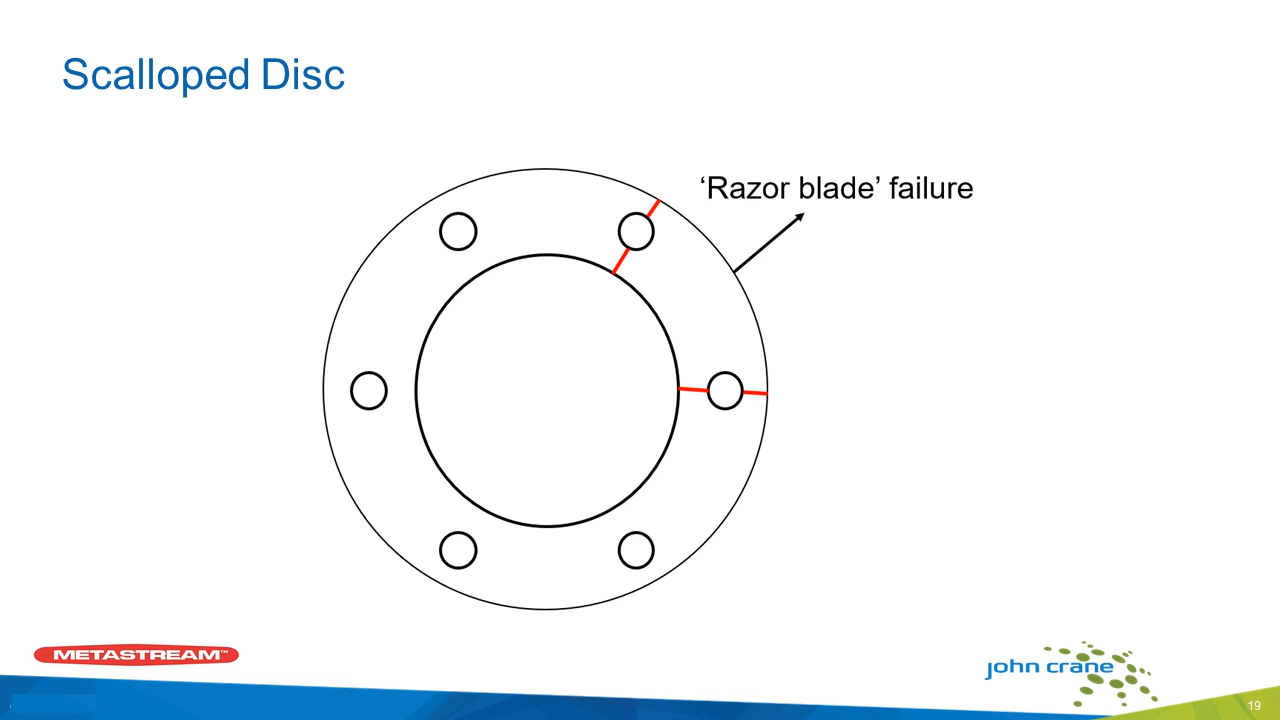 Scalloped Disc
‘Razor blade’ failure
METASTREAM™
john crane
19